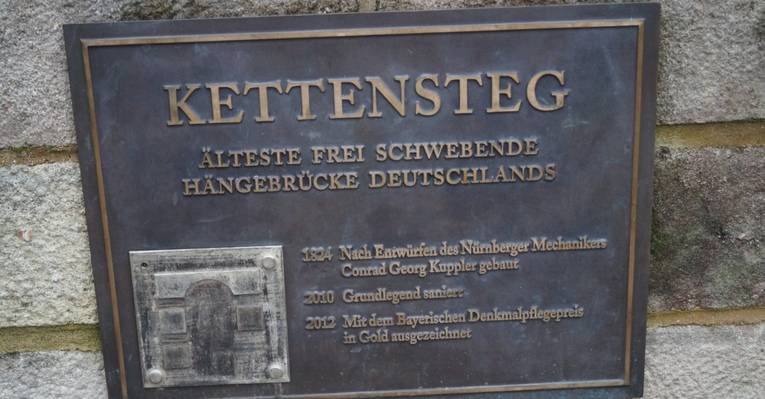 KETTENSTEG
ÄLTESTE FREI SCHWEBENDE
HÄNGEBRÜCKE DEUTSCHLANDS
1824 Nach Entwürfen des Nürnberger Mechanikers
Conrad Georg Kuppler gebaut
2010 Grundlegend saniert
2012 Mit dem Bayerischen Denkmalpflegepreis
in Gold ausgezeichnet